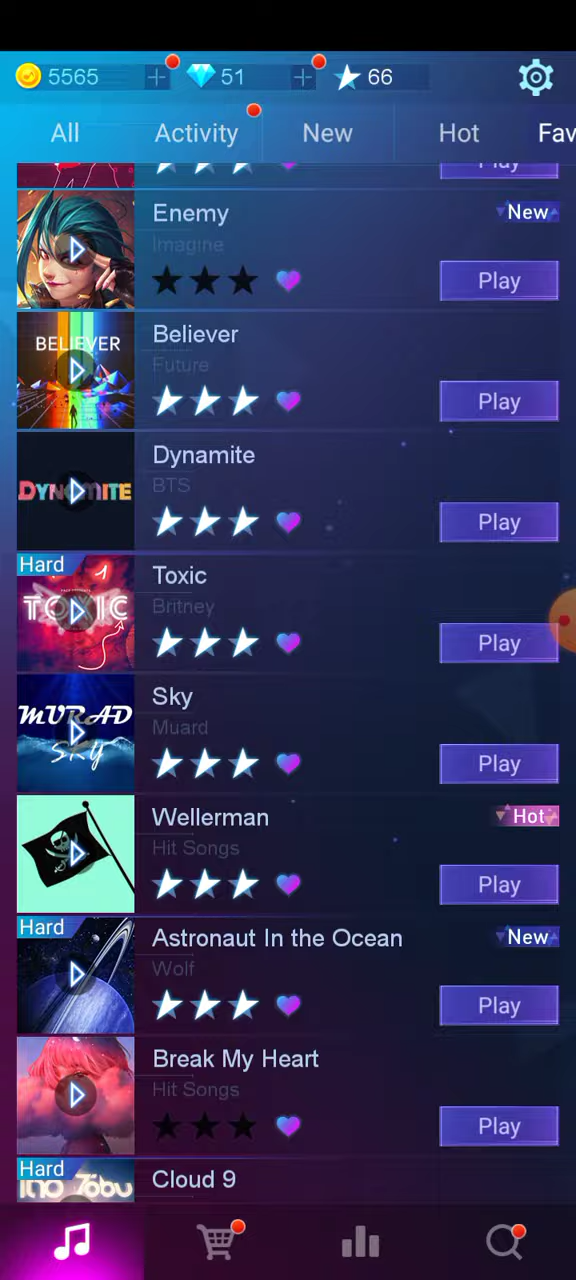 5565 51 66
All Activity New Hot Fav
Play
Enemy New
Imagine
Play
BELIEVER
Believer
Future
Play
DYNAMITE
Dynamite
BTS
Play
Hard
TOXIC
Toxic
Britney
Play
MURAD
SKY
Sky
Muard
Play
Wellerman Hot
Hit Songs
Play
Hard
Astronaut In the Ocean New
Wolf
Play
Break My Heart
Hit Songs
Play
Hard
Cloud 9